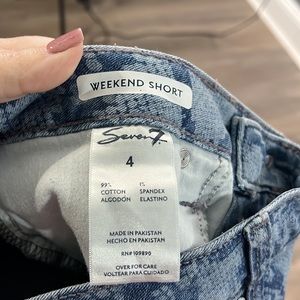 WEEKEND SHORT
Seven7
4
99% 1%
COTTON SPANDEX
ALGODON ELASTINO
MADE IN PAKISTAN
HECHO EN PAKISTAN
RN#109896
OVER FOR CARE
VOLTEAR PARA CUIDADO